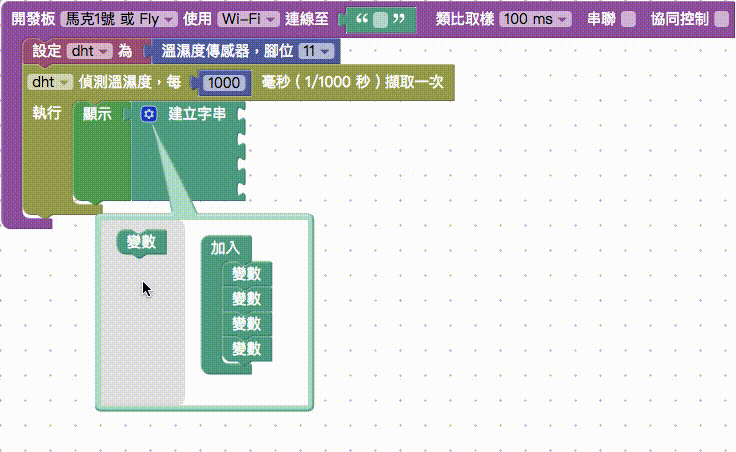 開發板 馬克1號 或 Fly 使用 Wi-Fi 連線至 “ ” 類比取樣 100 ms 串聯 協同控制
設定 dht 為 溫濕度傳感器，腳位 11
dht 偵測溫濕度，每 1000 毫秒 ( 1/1000 秒 ) 擷取一次
執行 顯示 建立字串
變數
加入
變數
變數
變數
變數